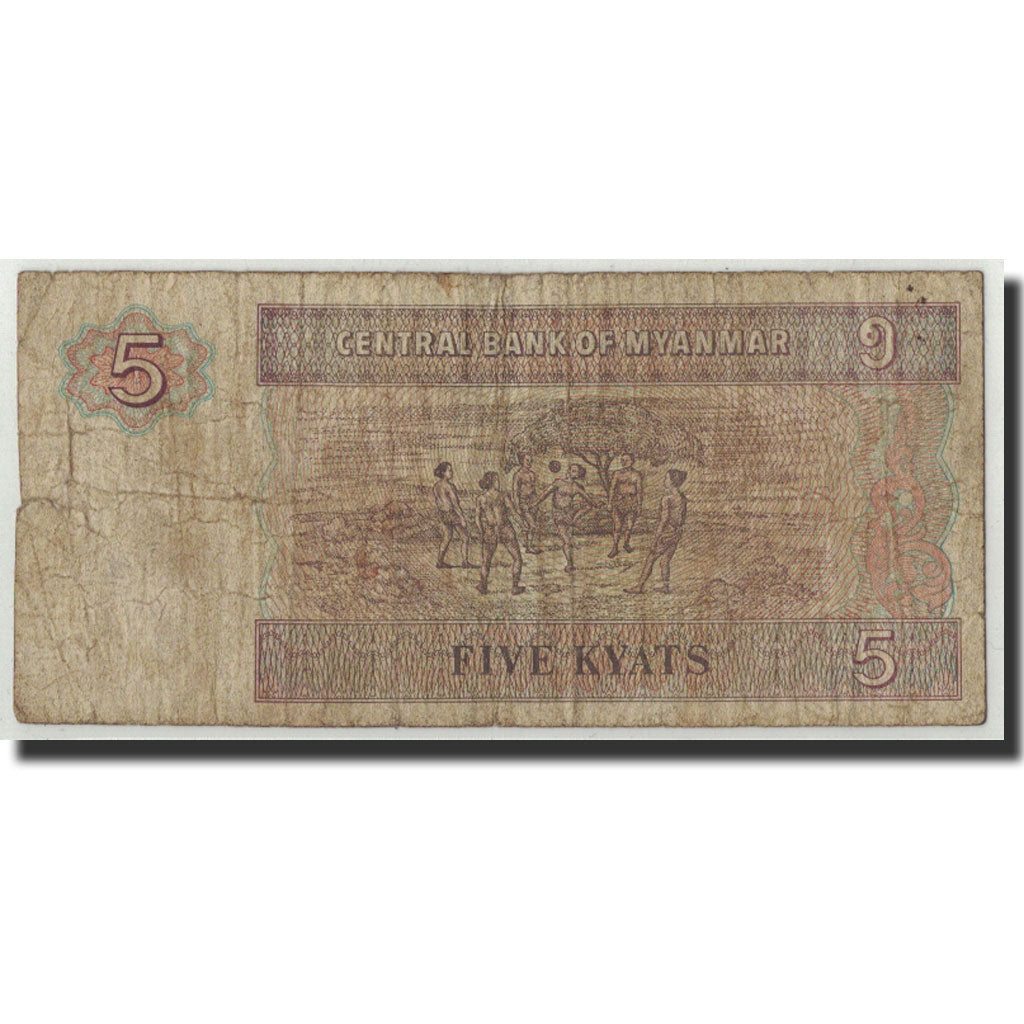 5
CENTRAL BANK OF MYANMAR ၅
FIVE KYATS 5